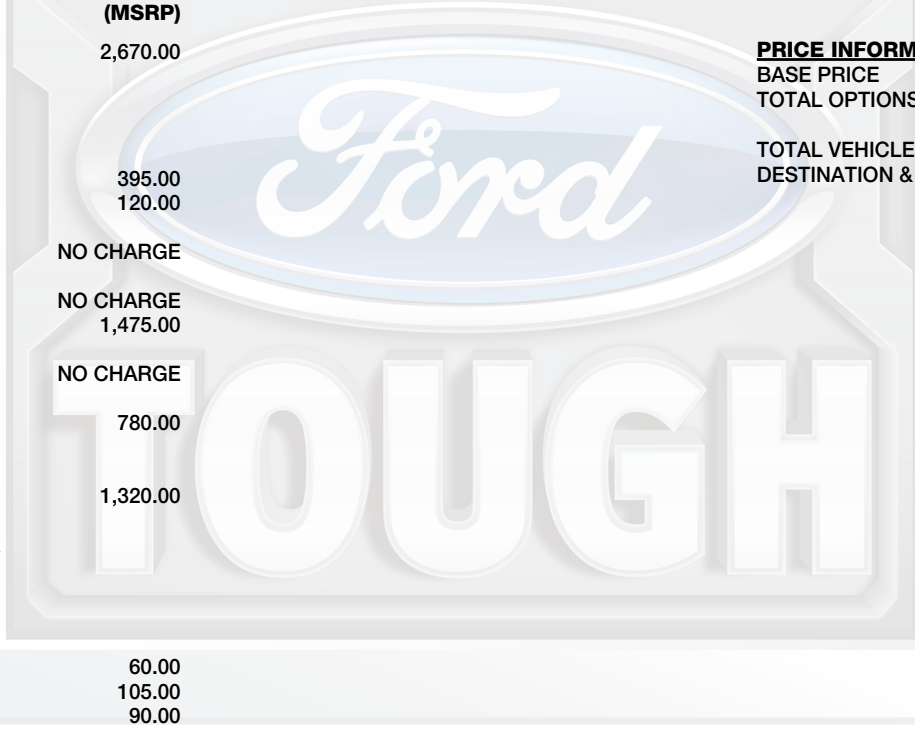 (MSRP)
2,670.00
395.00
120.00
NO CHARGE
NO CHARGE
1,475.00
NO CHARGE
780.00
1,320.00
60.00
105.00
90.00
PRICE INFORM
BASE PRICE
TOTAL OPTIONS
TOTAL VEHICLE
DESTINATION &
Ford
TOUGH